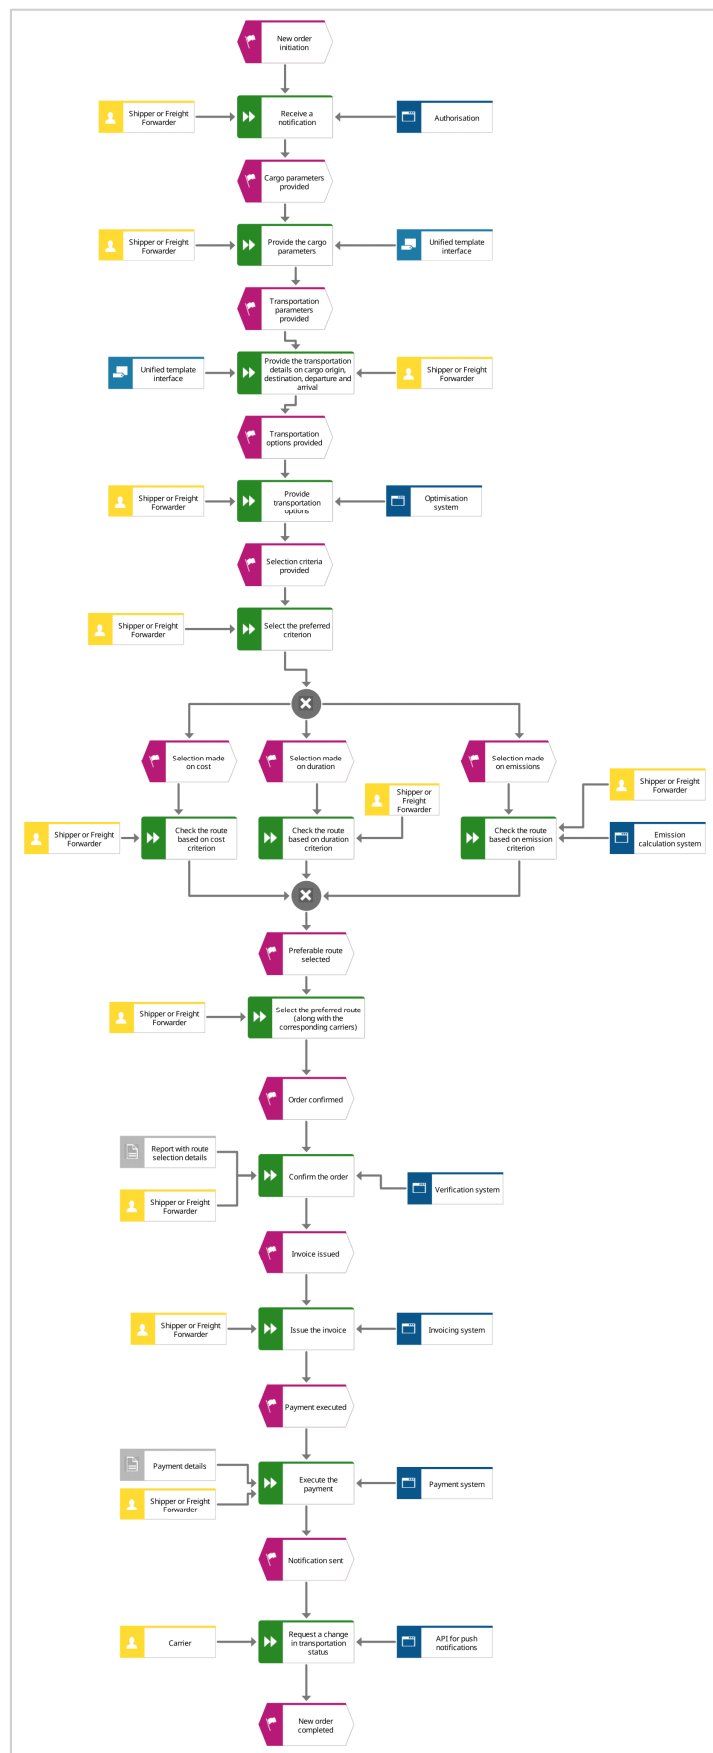 New order
initiation
Shipper or Freight
Forwarder
Receive a
notification
Authorisation
Cargo parameters
provided
Shipper or Freight
Forwarder
Provide the cargo
parameters
Unified template
interface
Transportation
parameters
provided
Unified template
interface
Provide the transportation
details on cargo origin,
destination, departure and
arrival
Shipper or Freight
Forwarder
Transportation
options provided
Shipper or Freight
Forwarder
Provide
transportation
options
Optimisation
system
Selection criteria
provided
Shipper or Freight
Forwarder
Select the preferred
criterion
Selection made
on cost
Selection made
on duration
Selection made
on emissions
Shipper or Freight
Forwarder
Check the route
based on cost
criterion
Check the route
based on duration
criterion
Shipper or
Freight
Forwarder
Check the route
based on emission
criterion
Shipper or Freight
Forwarder
Emission
calculation system
Preferable route
selected
Shipper or Freight
Forwarder
Select the preferred route
(along with the
corresponding carriers)
Order confirmed
Report with route
selection details
Shipper or Freight
Forwarder
Confirm the order
Verification system
Invoice issued
Shipper or Freight
Forwarder
Issue the invoice
Invoicing system
Payment executed
Payment details
Shipper or Freight
Forwarder
Execute the
payment
Payment system
Notification sent
Carrier
Request a change
in transportation
status
API for push
notifications
New order
completed